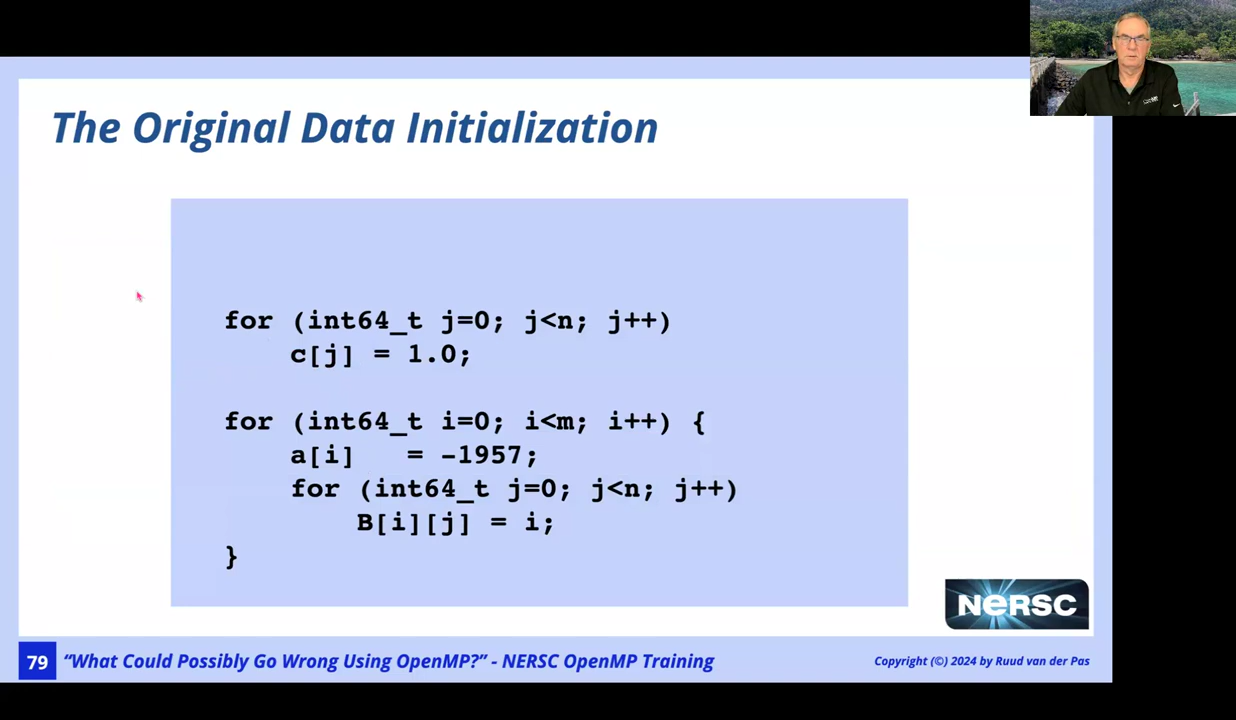 The Original Data Initialization
for (int64_t j=0; j<n; j++)
c[j] = 1.0;
for (int64_t i=0; i<m; i++) {
a[i] = -1957;
for (int64_t j=0; j<n; j++)
B[i][j] = i;
}
NERSC
79 “What Could Possibly Go Wrong Using OpenMP?” - NERSC OpenMP Training
Copyright (©) 2024 by Ruud van der Pas